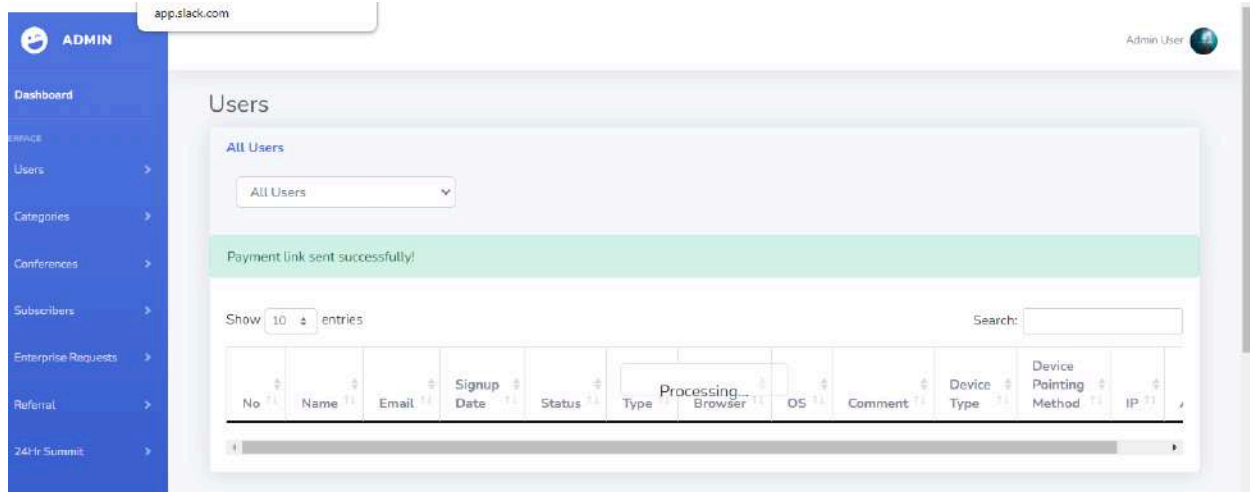 app.slack.com
ADMIN
Admin User
Dashboard
Users
ERFACE
All Users
Users
All Users
Categories
Payment link sent successfully!
Conferences
Subscribers
Show 10 entries
Search:
Enterprise Requests
Processing...
No Name Email Signup Date Status Type Browser OS Comment Device Type Device Pointing Method IP A
Referral
24Hr Summit